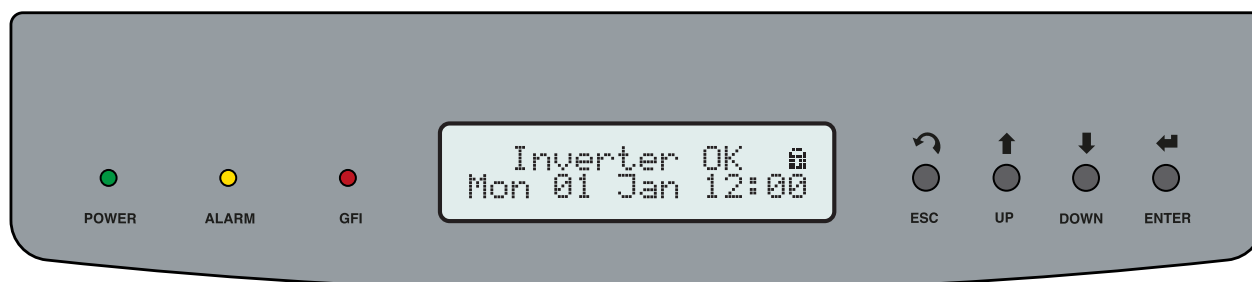 Inverter OK
Mon 01 Jan 12:00
POWER ALARM GFI ESC UP DOWN ENTER